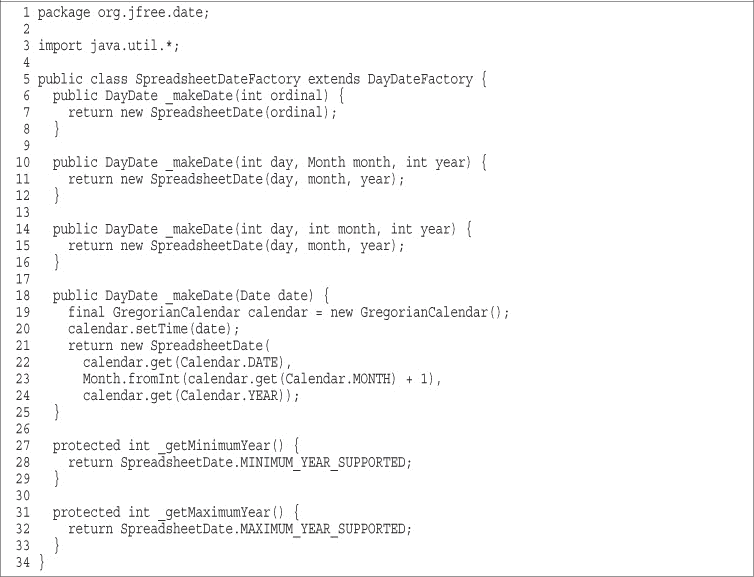 1 package org.jfree.date;
2
3 import java.util.*;
4
5 public class SpreadsheetDateFactory extends DayDateFactory {
6   public DayDate _makeDate(int ordinal) {
7     return new SpreadsheetDate(ordinal);
8   }
9
10   public DayDate _makeDate(int day, Month month, int year) {
11     return new SpreadsheetDate(day, month, year);
12   }
13
14   public DayDate _makeDate(int day, int month, int year) {
15     return new SpreadsheetDate(day, month, year);
16   }
17
18   public DayDate _makeDate(Date date) {
19     final GregorianCalendar calendar = new GregorianCalendar();
20     calendar.setTime(date);
21     return new SpreadsheetDate(
22       calendar.get(Calendar.DATE),
23       Month.fromInt(calendar.get(Calendar.MONTH) + 1),
24       calendar.get(Calendar.YEAR));
25   }
26
27   protected int _getMinimumYear() {
28     return SpreadsheetDate.MINIMUM_YEAR_SUPPORTED;
29   }
30
31   protected int _getMaximumYear() {
32     return SpreadsheetDate.MAXIMUM_YEAR_SUPPORTED;
33   }
34 }